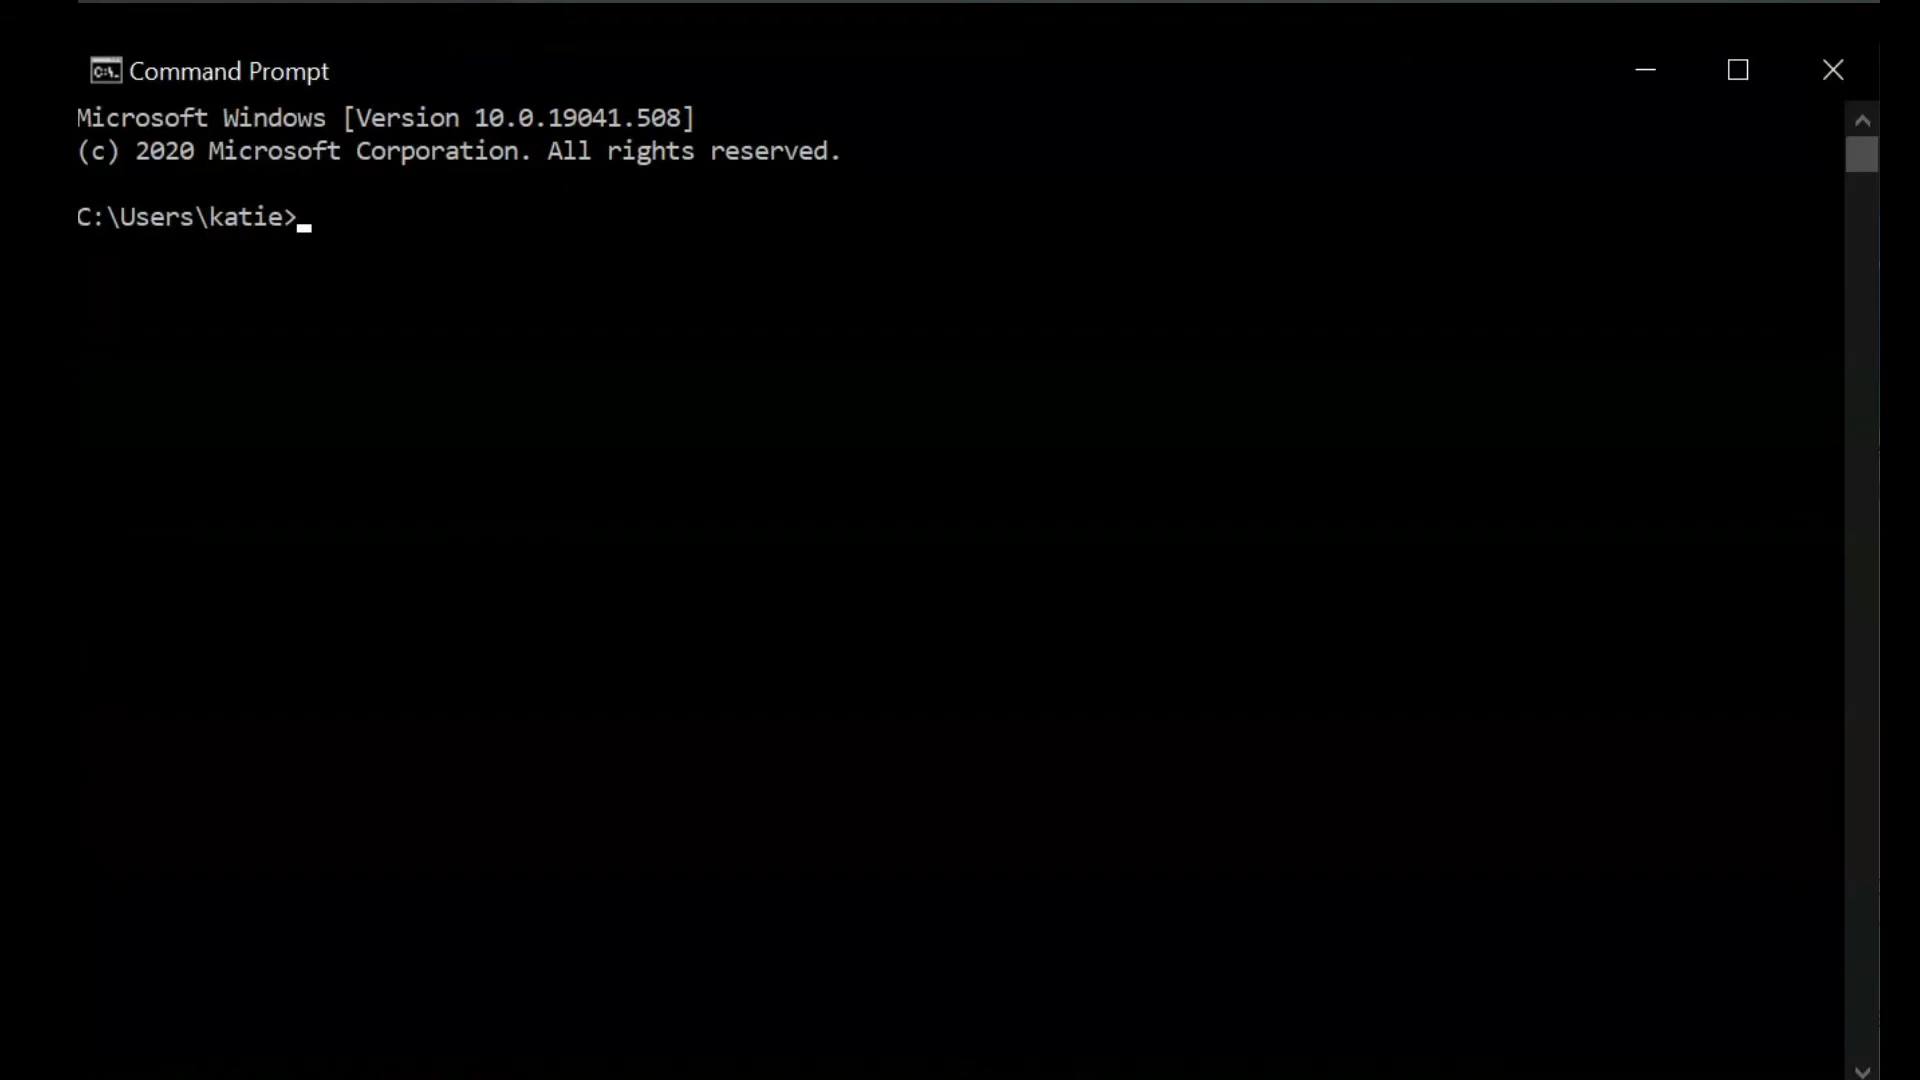 Command Prompt
Microsoft Windows [Version 10.0.19041.508]
(c) 2020 Microsoft Corporation. All rights reserved.
C:\Users\katie>